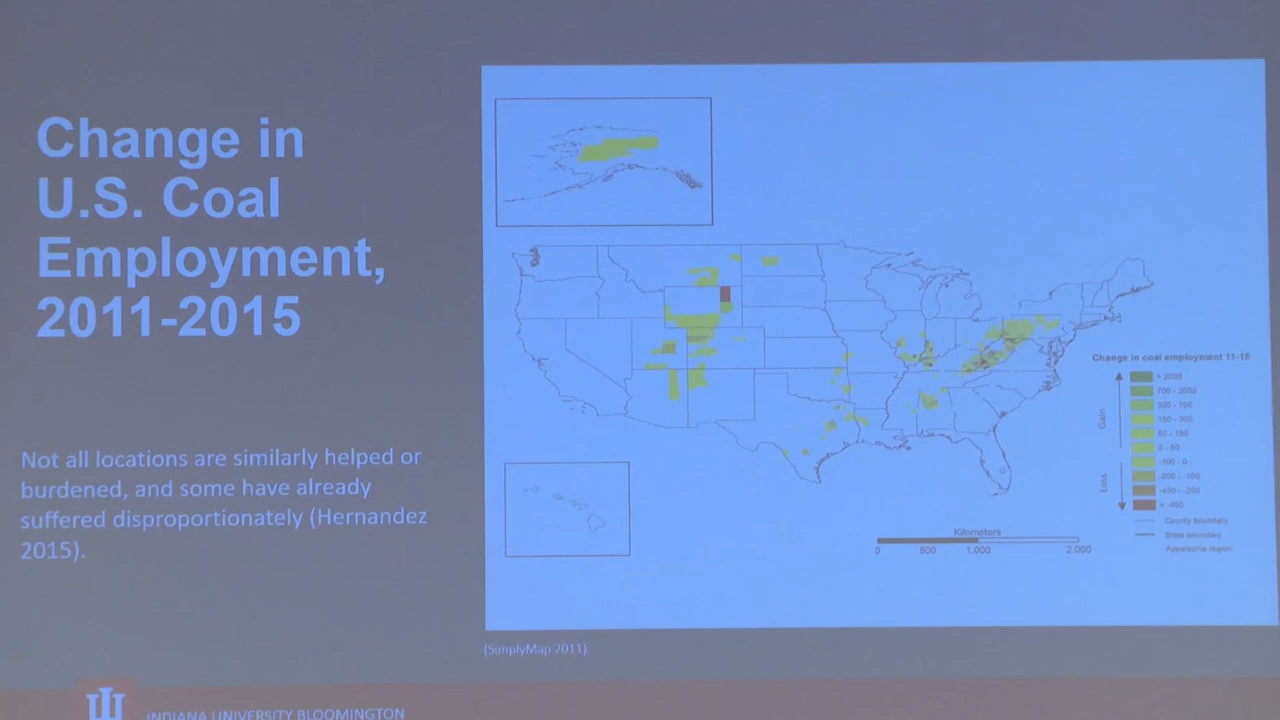 Change in
U.S. Coal
Employment,
2011-2015
Not all locations are similarly helped or
burdened, and some have already
suffered disproportionately (Hernandez
2015).
Change in coal employment 11-15
Gain
Loss
> 2000
700 - 2000
300 - 700
150 - 300
50 - 150
0 - 50
-100 - 0
-200 - -100
-450 - -200
< -450
County boundary
State boundary
Appalachia region
Kilometers
0 500 1,000 2,000
(SimplyMap 2011)
INDIANA UNIVERSITY BLOOMINGTON